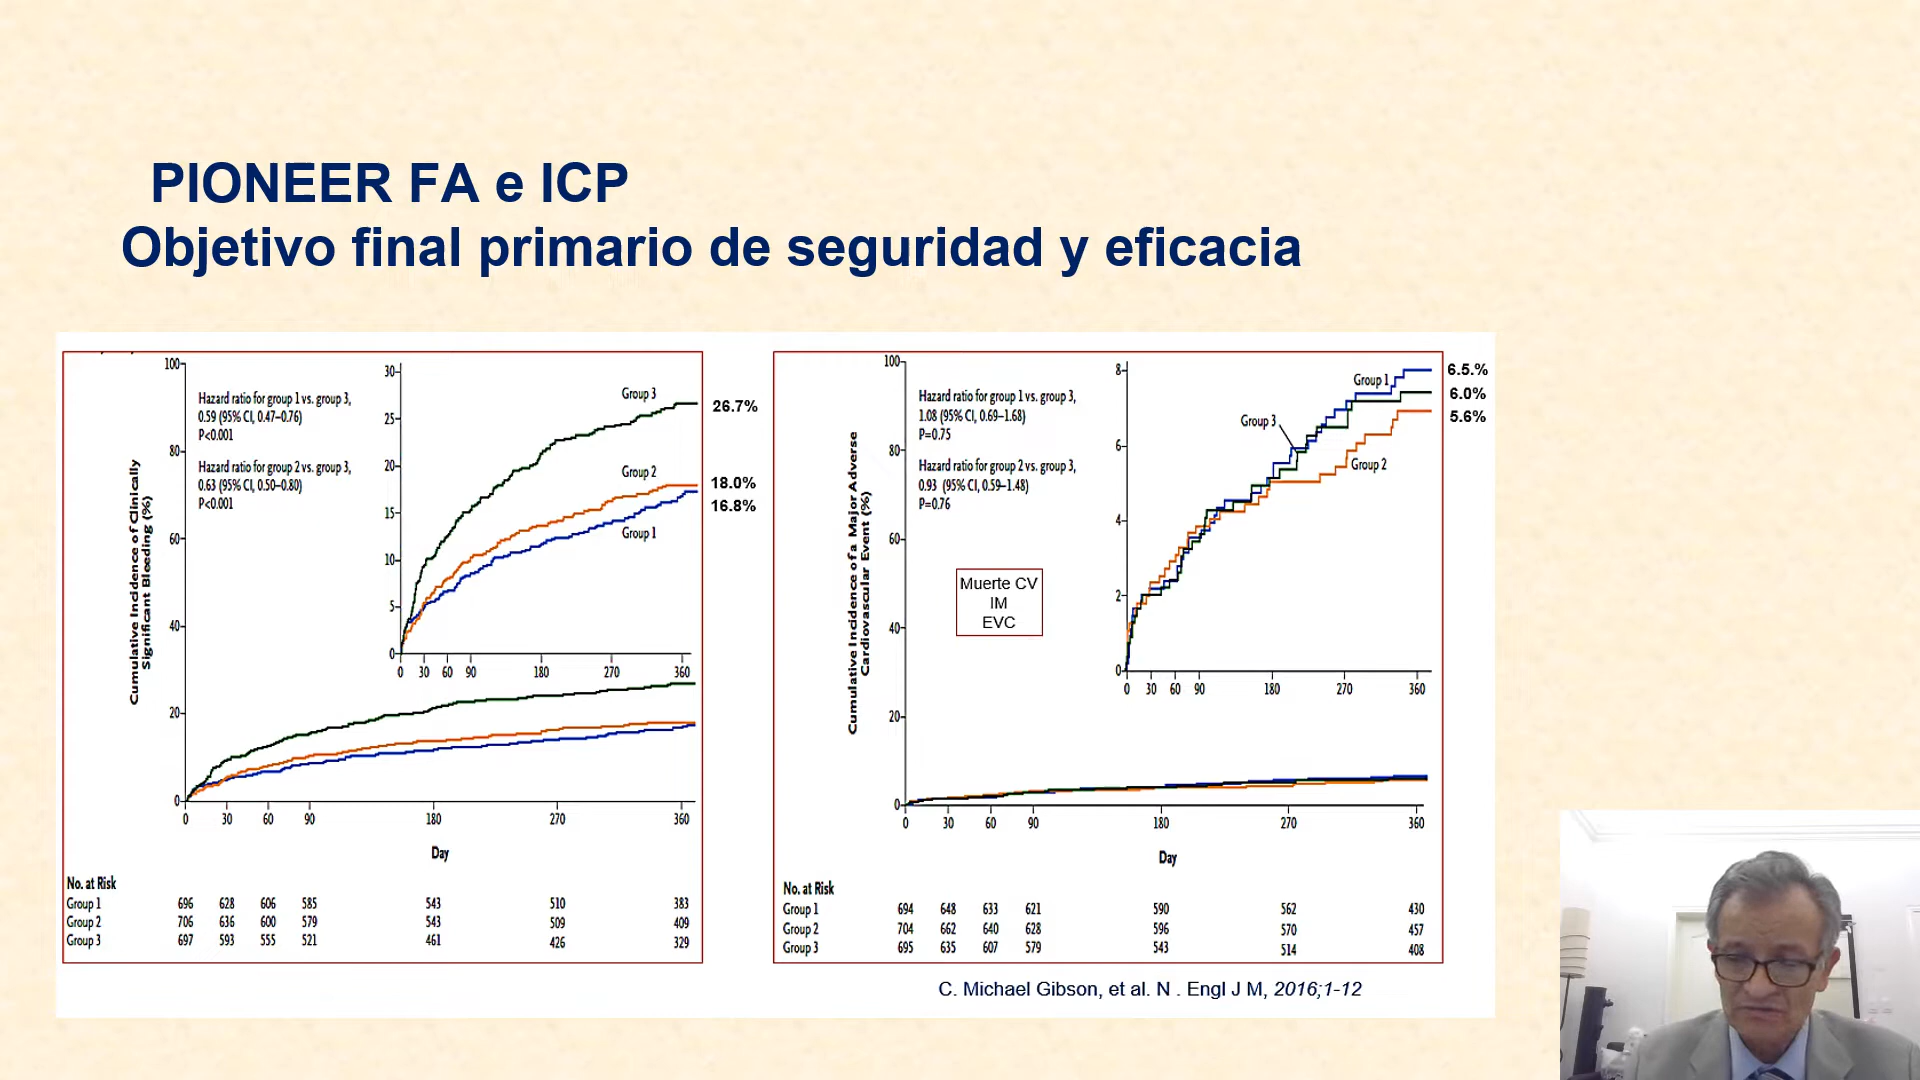 PIONEER FA e ICP
Objetivo final primario de seguridad y eficacia
Cumulative Incidence of Clinically
Significant Bleeding (%)
100
80
60
40
20
0
Hazard ratio for group 1 vs. group 3,
0.59 (95% CI, 0.47–0.76)
P<0.001
Hazard ratio for group 2 vs. group 3,
0.63 (95% CI, 0.50–0.80)
P<0.001
30
25
20
15
10
5
0
0 30 60 90 180 270 360
Group 3
Group 2
Group 1
26.7%
18.0%
16.8%
0 30 60 90 180 270 360
Day
No. at Risk
Group 1 696 628 606 585 543 510 383
Group 2 706 636 600 579 543 509 409
Group 3 697 593 555 521 461 426 329
Cumulative Incidence of a Major Adverse
Cardiovascular Event (%)
100
80
60
40
20
0
Hazard ratio for group 1 vs. group 3,
1.08 (95% CI, 0.69–1.68)
P=0.75
Hazard ratio for group 2 vs. group 3,
0.93 (95% CI, 0.59–1.48)
P=0.76
Muerte CV
IM
EVC
8
6
4
2
0
0 30 60 90 180 270 360
Group 1
Group 3
Group 2
6.5.%
6.0%
5.6%
0 30 60 90 180 270 360
Day
No. at Risk
Group 1 694 648 633 621 590 562 430
Group 2 704 662 640 628 596 570 457
Group 3 695 635 607 579 543 514 408
C. Michael Gibson, et al. N . Engl J M, 2016;1-12